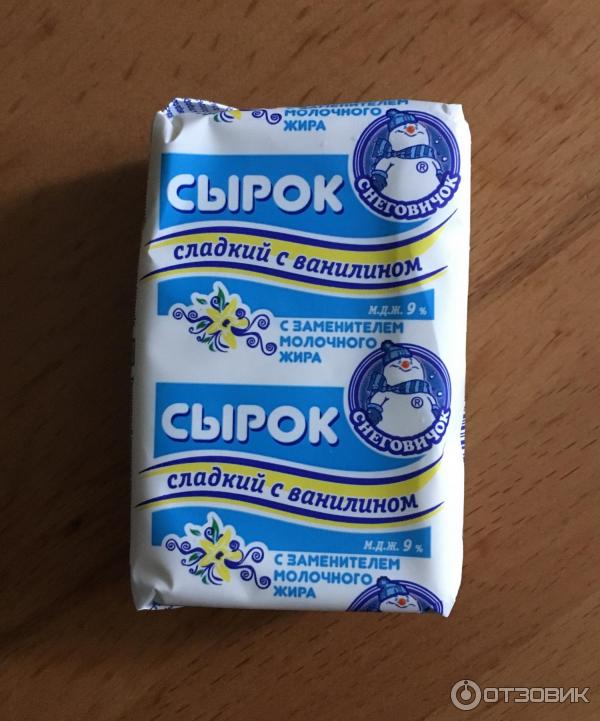 С ЗАМЕНИТЕЛЕМ
МОЛОЧНОГО
ЖИРА
СНЕГОВИЧОК
®
СЫРОК
сладкий с ванилином
м.д.ж. 9 %
С ЗАМЕНИТЕЛЕМ
МОЛОЧНОГО
ЖИРА
СНЕГОВИЧОК
®
СЫРОК
сладкий с ванилином
м.д.ж. 9 %
С ЗАМЕНИТЕЛЕМ
МОЛОЧНОГО
ЖИРА
ОТЗОВИК